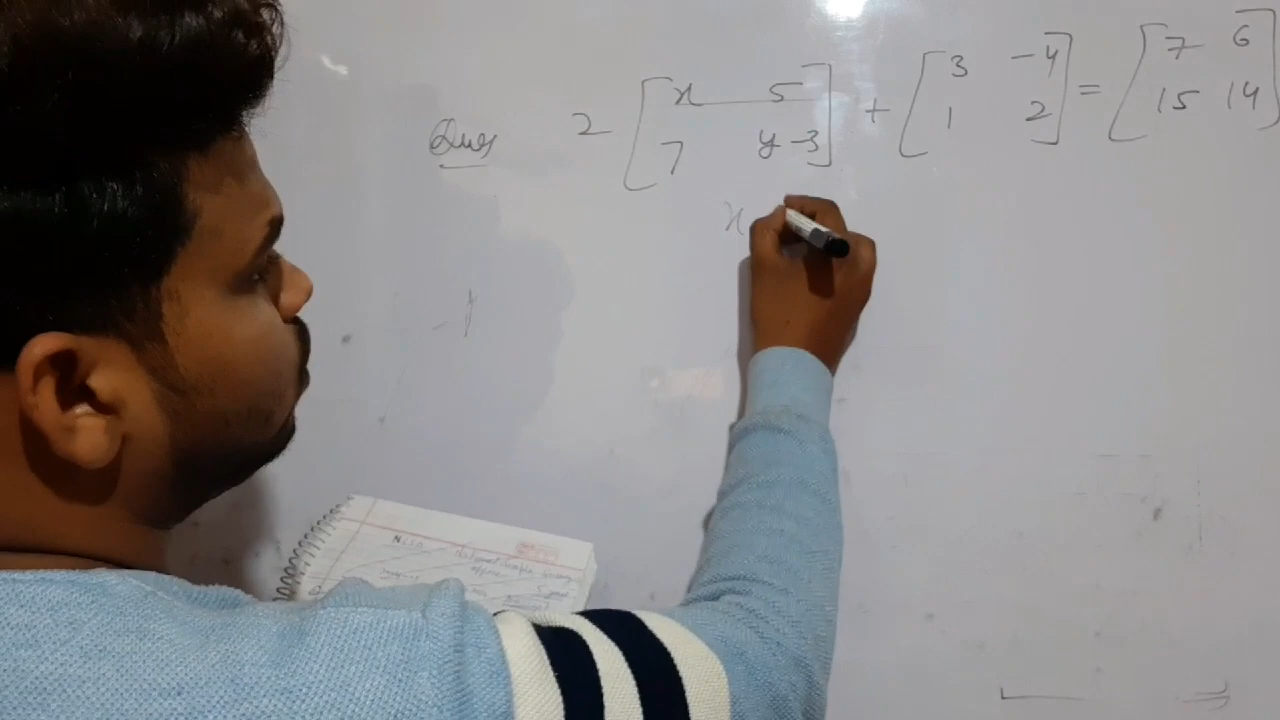 Ques 2 [ x 5 ] + [ 3 -4 ] = [ 7 6 ]
[ 7 y-3 ] [ 1 2 ] [ 15 14 ]
x